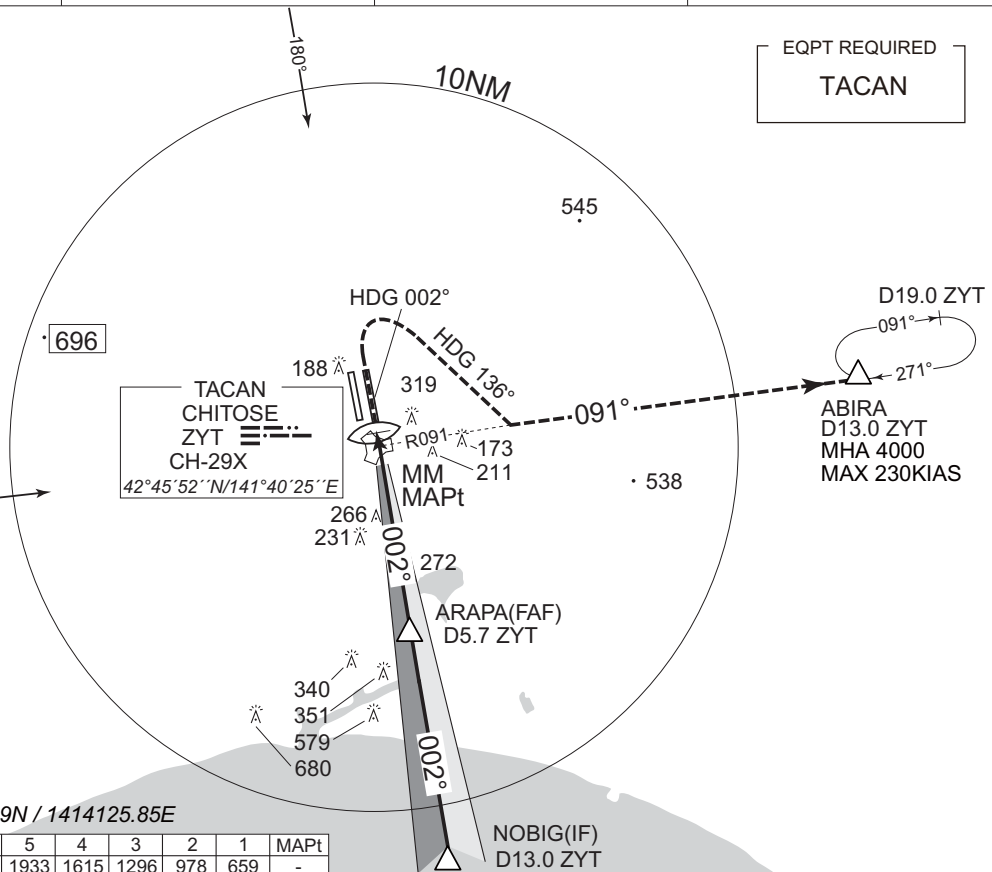 180°
10NM
EQPT REQUIRED
TACAN
545
HDG 002°
D19.0 ZYT
091°
696
HDG 136°
188
319
271°
TACAN
CHITOSE
ZYT
CH-29X
42°45´52´´N/141°40´25´´E
091°
ABIRA
D13.0 ZYT
MHA 4000
MAX 230KIAS
R091
173
211
MM
MAPt
538
266
231
002°
272
ARAPA(FAF)
D5.7 ZYT
340
351
579
680
002°
9N / 1414125.85E
NOBIG(IF)
D13.0 ZYT
5 4 3 2 1 MAPt
1933 1615 1296 978 659 -